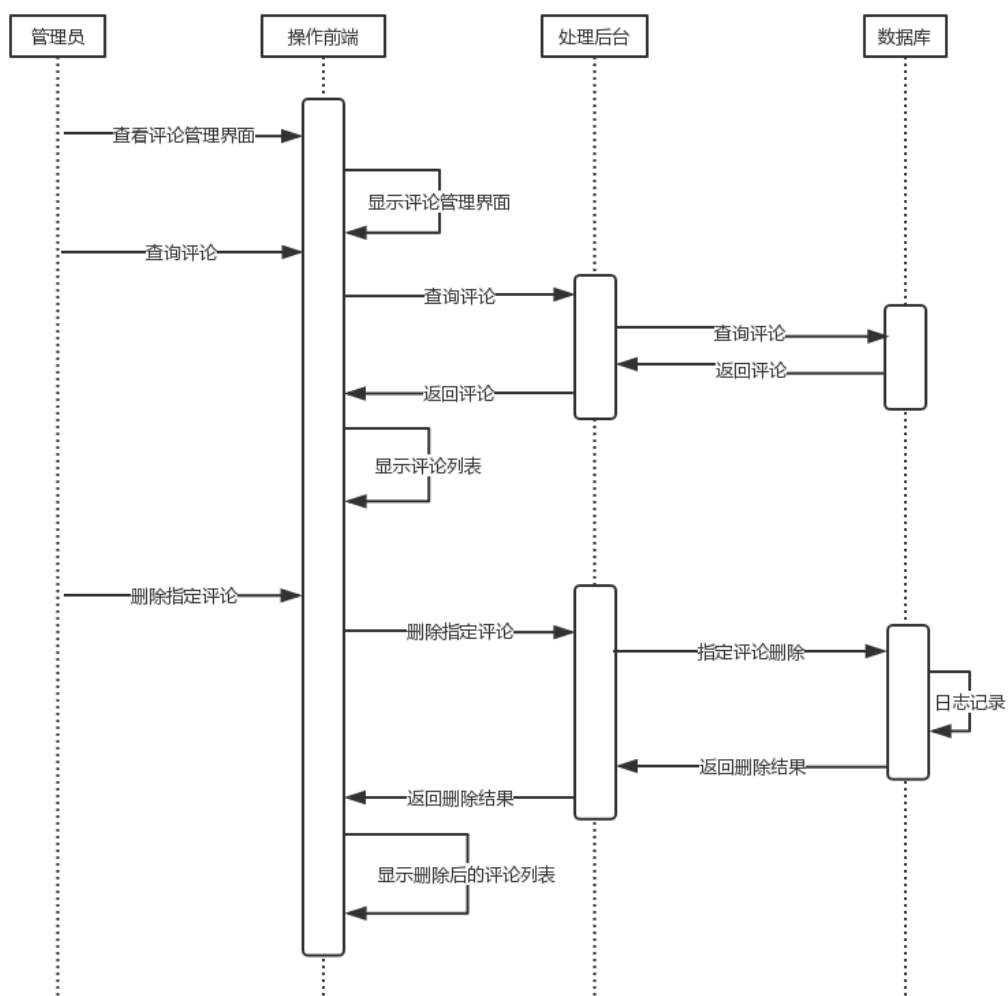 管理员
操作前端
处理后台
数据库
查看评论管理界面
显示评论管理界面
查询评论
查询评论
查询评论
返回评论
返回评论
显示评论列表
删除指定评论
删除指定评论
指定评论删除
日志记录
返回删除结果
返回删除结果
显示删除后的评论列表